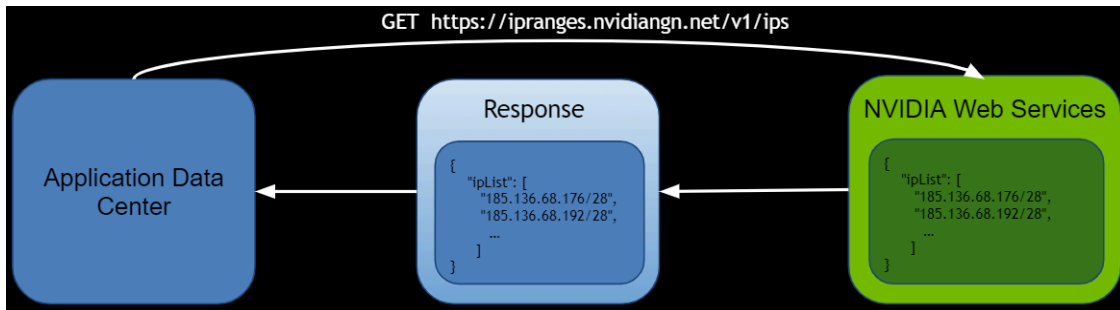 GET https://ipranges.nvidiangn.net/v1/ips
Application Data
Center
Response
{
"ipList": [
"185.136.68.176/28",
"185.136.68.192/28",
...
]
}
NVIDIA Web Services
{
"ipList": [
"185.136.68.176/28",
"185.136.68.192/28",
...
]
}